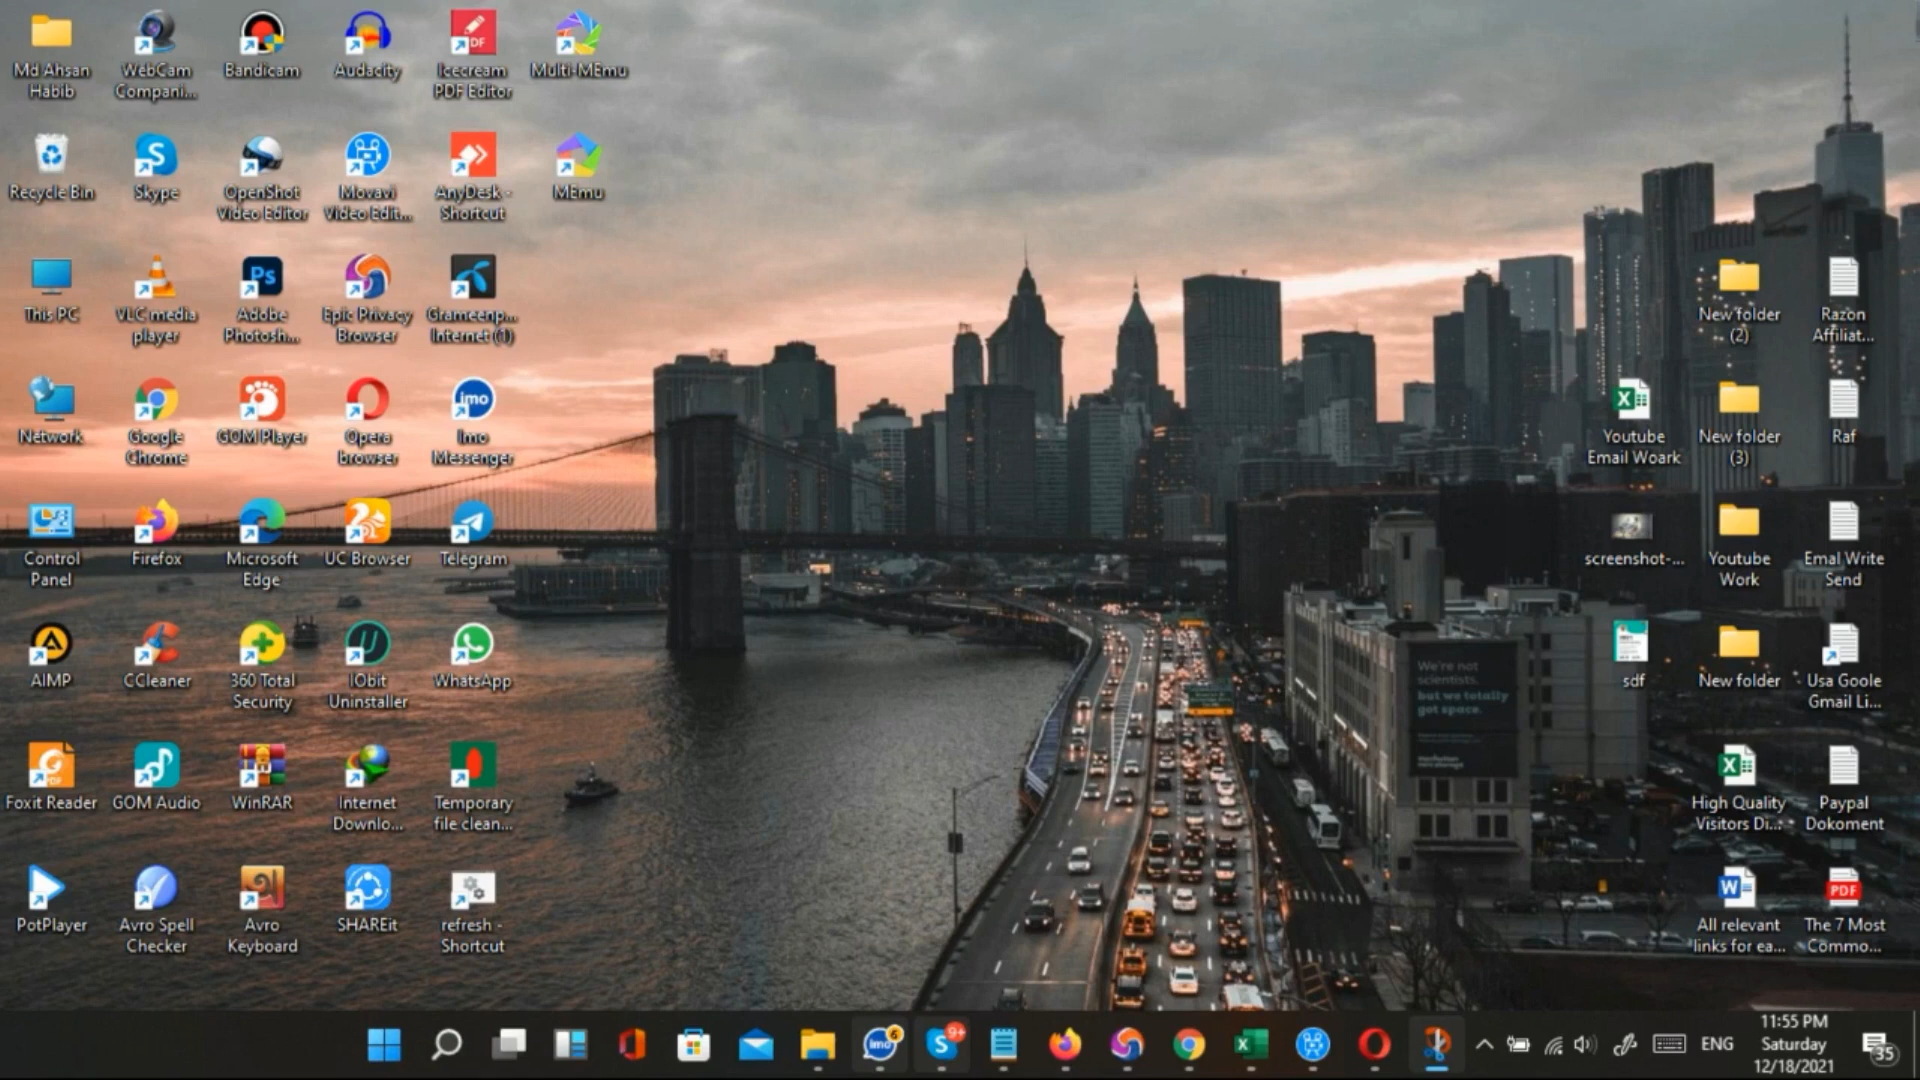 Md Ahsan
Habib
WebCam
Compani...
Bandicam
Audacity
Icecream
PDF Editor
Multi-MEmu
Recycle Bin
Skype
OpenShot
Video Editor
Movavi
Video Edit...
AnyDesk -
Shortcut
MEmu
This PC
VLC media
player
Adobe
Photosh...
Epic Privacy
Browser
Grameenp...
Internet (1)
New folder
(2)
Razon
Affiliat...
Network
Google
Chrome
GOM Player
Opera
browser
Imo
Messenger
Youtube
Email Woark
New folder
(3)
Raf
Control
Panel
Firefox
Microsoft
Edge
UC Browser
Telegram
screenshot-...
Youtube
Work
Emal Write
Send
AIMP
CCleaner
360 Total
Security
IObit
Uninstaller
WhatsApp
We're not
scientists,
but we totally
got space.
sdf
New folder
Usa Goole
Gmail Li...
Foxit Reader
GOM Audio
WinRAR
Internet
Downlo...
Temporary
file clean...
High Quality
Visitors Di...
Paypal
Dokoment
PotPlayer
Avro Spell
Checker
Avro
Keyboard
SHAREit
refresh -
Shortcut
All relevant
links for ea...
The 7 Most
Commo...
imo
6
S
9+
ENG
11:55 PM
Saturday
12/18/2021
35